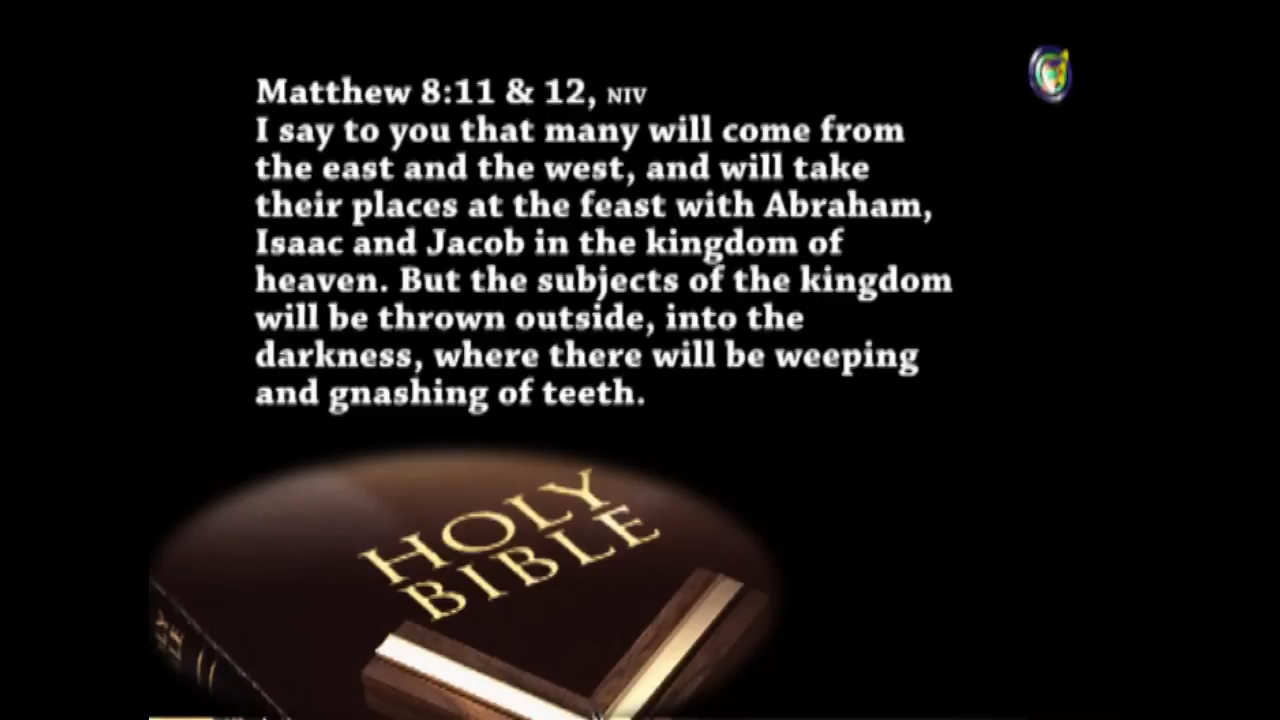 Matthew 8:11 & 12, NIV
I say to you that many will come from
the east and the west, and will take
their places at the feast with Abraham,
Isaac and Jacob in the kingdom of
heaven. But the subjects of the kingdom
will be thrown outside, into the
darkness, where there will be weeping
and gnashing of teeth.
HOLY
BIBLE